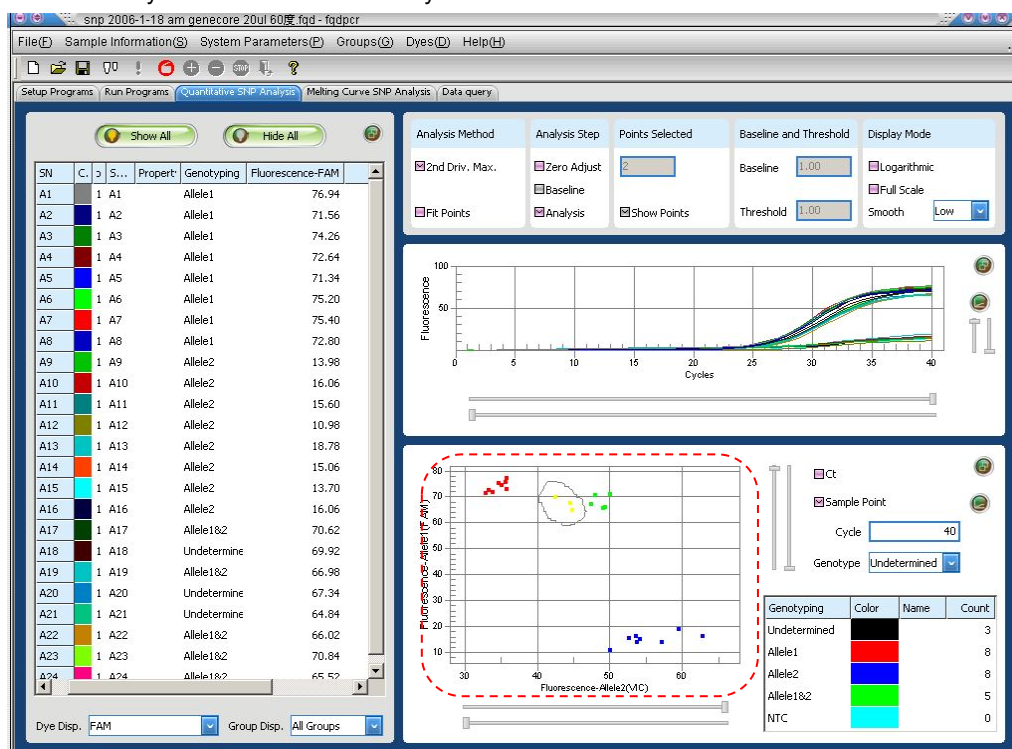 snp 2006-1-18 am genecore 20ul 60度.fqd - fqdpcr
File(F) Sample Information(S) System Parameters(P) Groups(G) Dyes(D) Help(H)
STOP
Setup Programs Run Programs Quantitative SNP Analysis Melting Curve SNP Analysis Data query
Show All Hide All
SN C. S... Propert Genotyping Fluorescence-FAM
A1 1 A1 Allele1 76.94
A2 1 A2 Allele1 71.56
A3 1 A3 Allele1 74.26
A4 1 A4 Allele1 72.64
A5 1 A5 Allele1 71.34
A6 1 A6 Allele1 75.20
A7 1 A7 Allele1 75.40
A8 1 A8 Allele1 72.80
A9 1 A9 Allele2 13.98
A10 1 A10 Allele2 16.06
A11 1 A11 Allele2 15.60
A12 1 A12 Allele2 10.98
A13 1 A13 Allele2 18.78
A14 1 A14 Allele2 15.06
A15 1 A15 Allele2 13.70
A16 1 A16 Allele2 16.06
A17 1 A17 Allele1&2 70.62
A18 1 A18 Undetermine 69.92
A19 1 A19 Allele1&2 66.98
A20 1 A20 Undetermine 67.34
A21 1 A21 Undetermine 64.84
A22 1 A22 Allele1&2 66.02
A23 1 A23 Allele1&2 70.84
A24 1 A24 Allele1&2 65.52
Dye Disp. FAM Group Disp. All Groups
Analysis Method Analysis Step Points Selected Baseline and Threshold Display Mode
2nd Driv. Max. Zero Adjust 2 Baseline 1.00 Logarithmic
Baseline Full Scale
Fit Points Analysis Show Points Threshold 1.00 Smooth Low
100
50
Fluorescence
0 5 10 15 20 25 30 35 40
Cycles
80
70
60
50
40
30
20
10
Fluorescence-Allele1(FAM)
30 40 50 60
Fluorescence-Allele2(VIC)
Ct
Sample Point
Cycle 40
Genotype Undetermined
Genotyping Color Name Count
Undetermined 3
Allele1 8
Allele2 8
Allele1&2 5
NTC 0